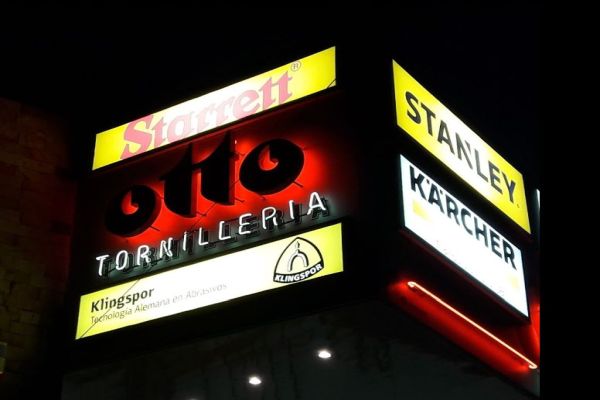 Starrett®
otto
TORNILLERIA
Klingspor
Tecnología Alemana en Abrasivos
KLINGSPOR
STANLEY®
KÄRCHER